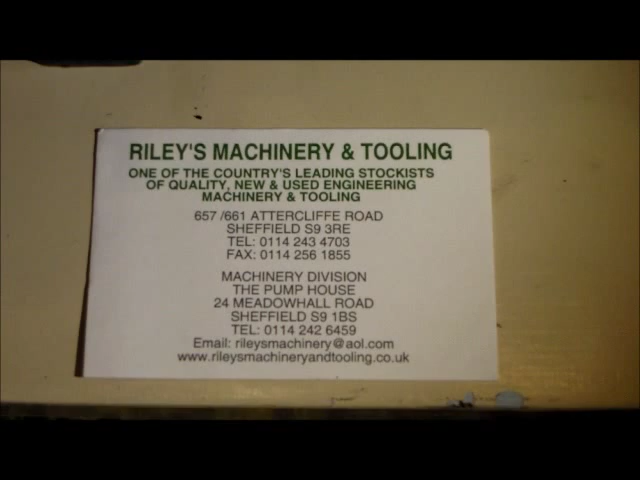 RILEY'S MACHINERY & TOOLING
ONE OF THE COUNTRY'S LEADING STOCKISTS
OF QUALITY, NEW & USED ENGINEERING
MACHINERY & TOOLING
657 /661 ATTERCLIFFE ROAD
SHEFFIELD S9 3RE
TEL: 0114 243 4703
FAX: 0114 256 1855
MACHINERY DIVISION
THE PUMP HOUSE
24 MEADOWHALL ROAD
SHEFFIELD S9 1BS
TEL: 0114 242 6459
Email: rileysmachinery@aol.com
www.rileysmachineryandtooling.co.uk